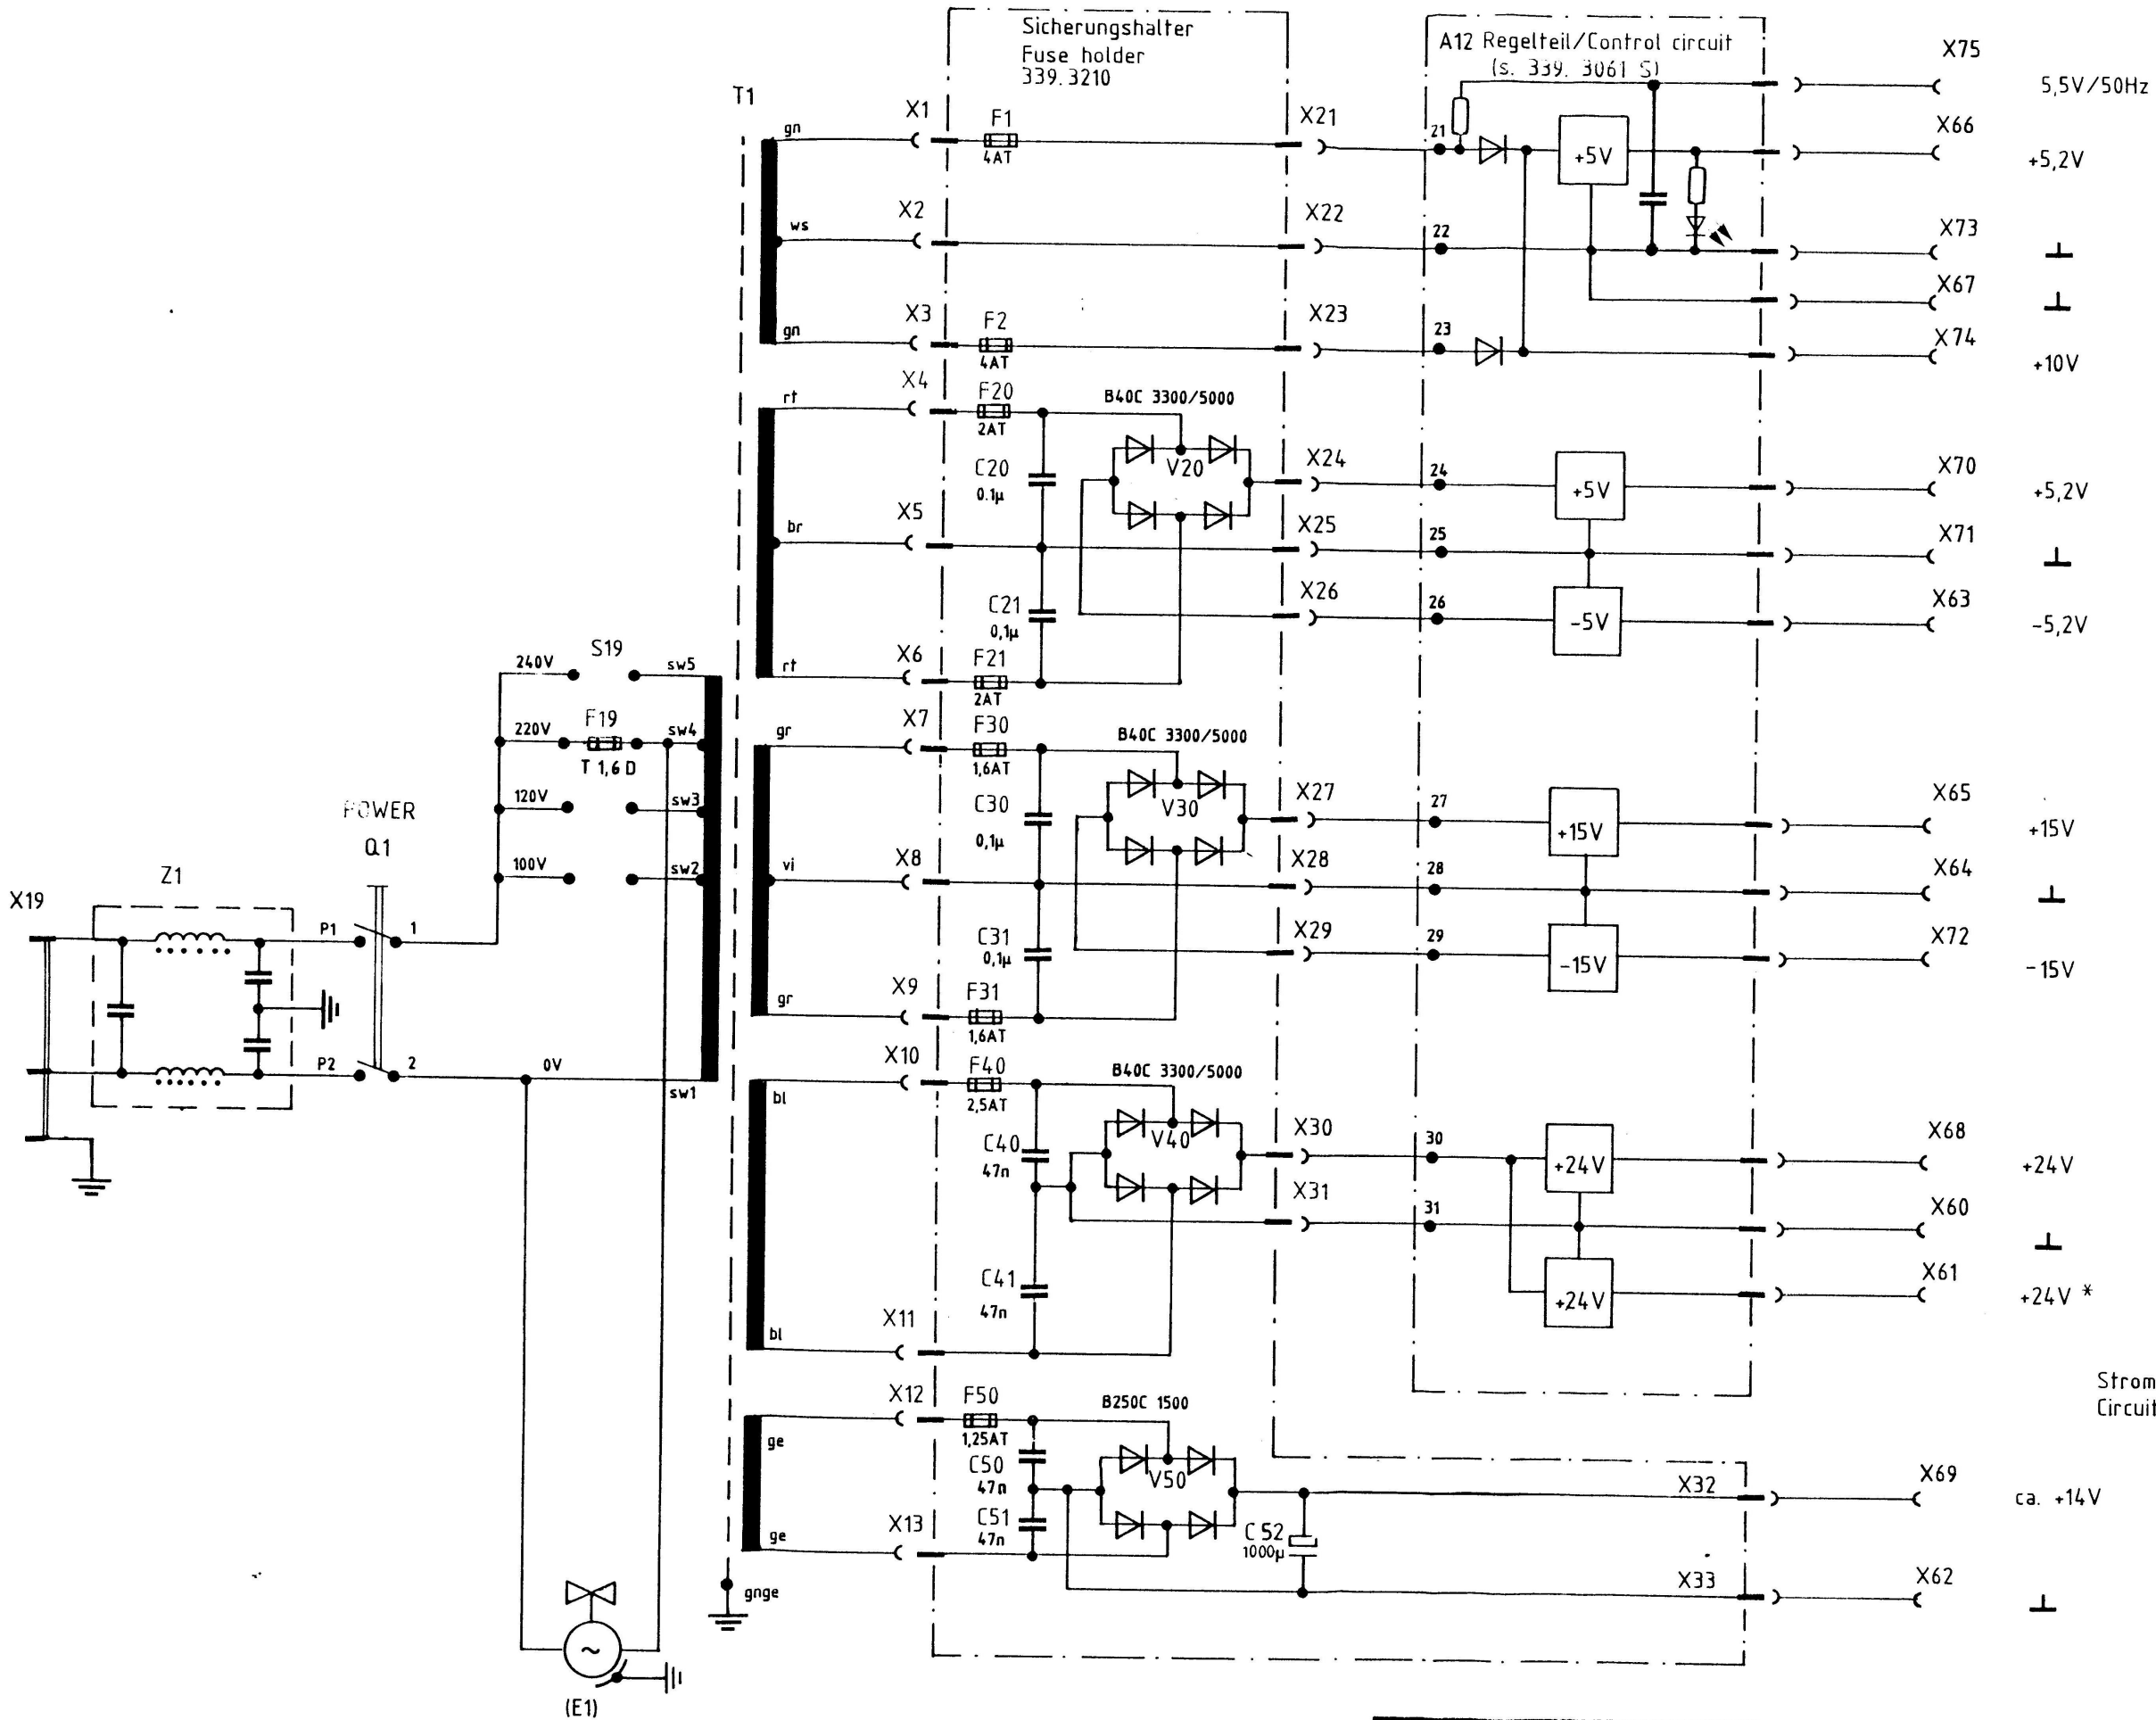 Sicherungshalter
Fuse holder
339.3210
A12 Regelteil/Control circuit
(s. 339. 3061 S)
X75
5,5V/50Hz
T1
gn
X1
F1
4AT
X21
21
+5V
X66
+5,2V
ws
X2
X22
22
X73
X67
gn
X3
F2
4AT
X23
23
X74
+10V
rt
X4
F20
2AT
B40C 3300/5000
V20
C20
0.1µ
X24
24
+5V
X70
+5,2V
br
X5
X25
25
X71
C21
0,1µ
X26
26
-5V
X63
-5,2V
rt
X6
F21
2AT
240V
S19
sw5
220V
F19
T 1,6 D
sw4
120V
sw3
100V
sw2
gr
X7
F30
1,6AT
B40C 3300/5000
V30
C30
0,1µ
X27
27
+15V
X65
+15V
vi
X8
X28
28
X64
C31
0,1µ
X29
29
-15V
X72
-15V
gr
X9
F31
1,6AT
POWER
Q1
Z1
X19
P1
1
P2
2
0V
sw1
bl
X10
F40
2,5AT
B40C 3300/5000
V40
C40
47n
X30
30
+24V
X68
+24V
X31
31
X60
C41
47n
+24V
X61
+24V *
bl
X11
Strom
Circuit
ge
X12
F50
1,25AT
B250C 1500
V50
C50
47n
C51
47n
C 52
1000µ
X32
X69
ca. +14V
ge
X13
X33
X62
gnge
~
(E1)